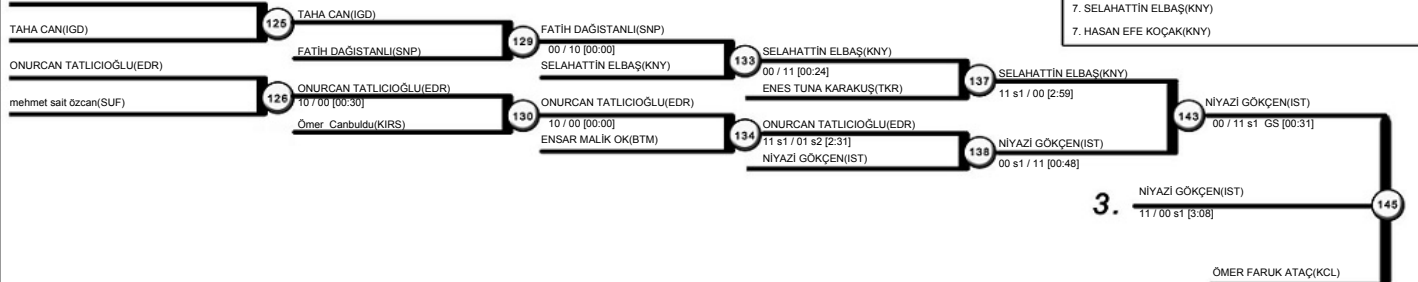 7. SELAHATTİN ELBAŞ(KNY)
7. HASAN EFE KOÇAK(KNY)
TAHA CAN(IGD)
125
TAHA CAN(IGD)
FATİH DAĞISTANLI(SNP)
129
FATİH DAĞISTANLI(SNP)
00 / 10 [00:00]
SELAHATTİN ELBAŞ(KNY)
133
SELAHATTİN ELBAŞ(KNY)
00 / 11 [00:24]
ENES TUNA KARAKUŞ(TKR)
137
SELAHATTİN ELBAŞ(KNY)
11 s1 / 00 [2:59]
ONURCAN TATLICIOĞLU(EDR)
mehmet sait özcan(SUF)
126
ONURCAN TATLICIOĞLU(EDR)
10 / 00 [00:30]
Ömer Canbuldu(KIRS)
130
ONURCAN TATLICIOĞLU(EDR)
10 / 00 [00:00]
ENSAR MALİK OK(BTM)
134
ONURCAN TATLICIOĞLU(EDR)
11 s1 / 01 s2 [2:31]
NİYAZİ GÖKÇEN(IST)
138
NİYAZİ GÖKÇEN(IST)
00 s1 / 11 [00:48]
143
NİYAZİ GÖKÇEN(IST)
00 / 11 s1 GS [00:31]
3.
NİYAZİ GÖKÇEN(IST)
11 / 00 s1 [3:08]
145
ÖMER FARUK ATAÇ(KCL)